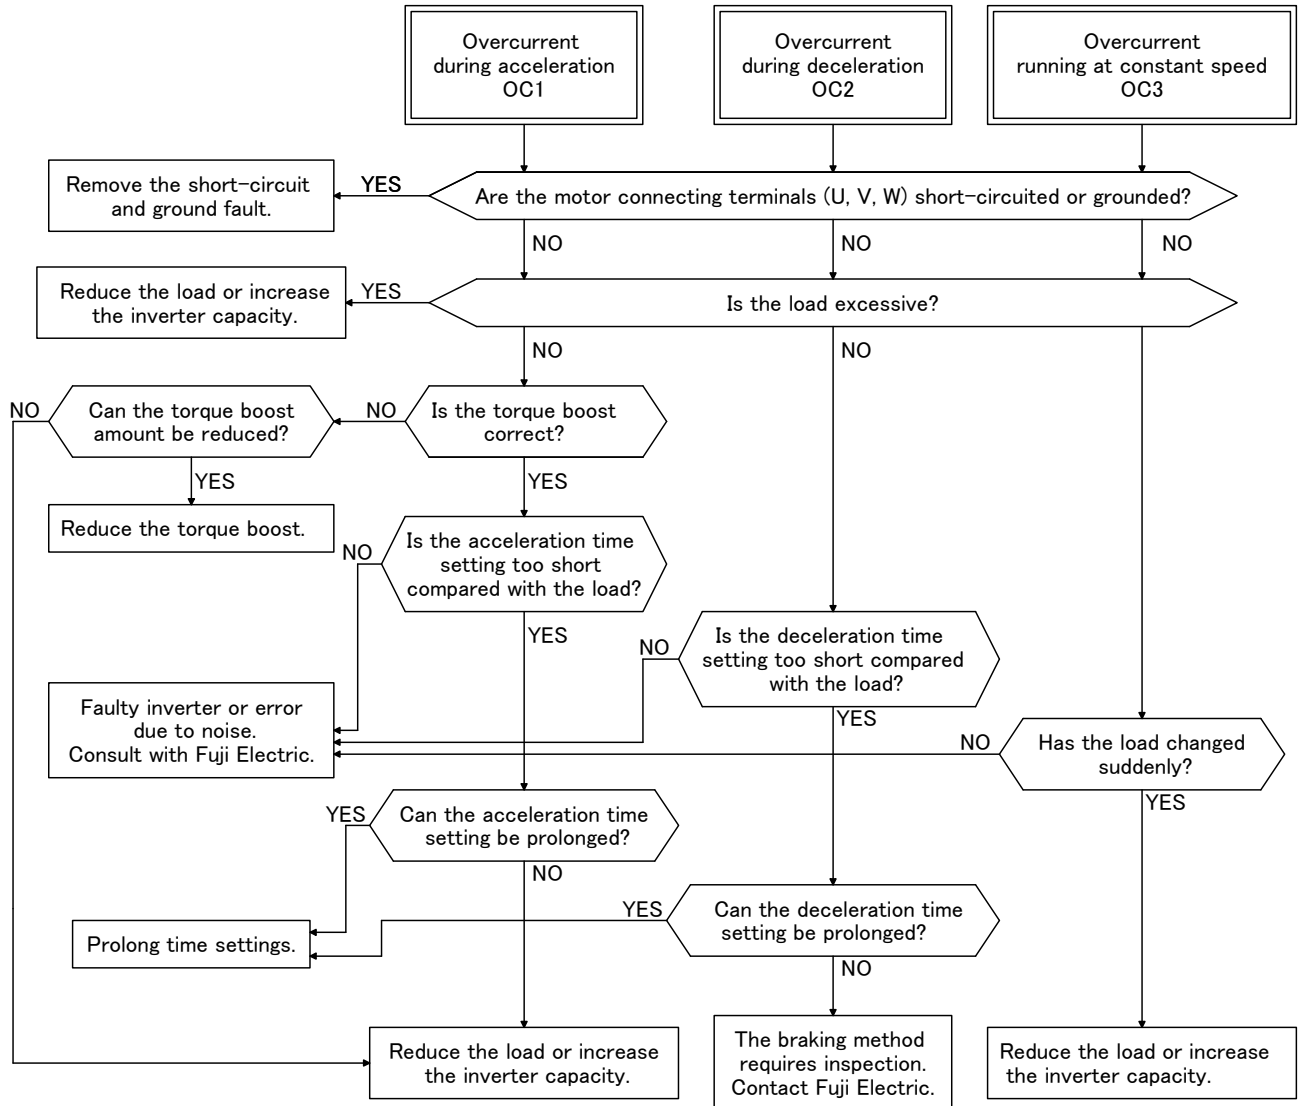 Overcurrent
during acceleration
OC1
Overcurrent
during deceleration
OC2
Overcurrent
running at constant speed
OC3
Remove the short-circuit
and ground fault.
YES
Are the motor connecting terminals (U, V, W) short-circuited or grounded?
NO
NO
NO
Reduce the load or increase
the inverter capacity.
YES
Is the load excessive?
NO
NO
NO
Can the torque boost
amount be reduced?
NO
Is the torque boost
correct?
YES
YES
Reduce the torque boost.
NO
Is the acceleration time
setting too short
compared with the load?
YES
NO
Is the deceleration time
setting too short compared
with the load?
YES
Faulty inverter or error
due to noise.
Consult with Fuji Electric.
NO
Has the load changed
suddenly?
YES
YES
Can the acceleration time
setting be prolonged?
NO
YES
Can the deceleration time
setting be prolonged?
NO
Prolong time settings.
Reduce the load or increase
the inverter capacity.
The braking method
requires inspection.
Contact Fuji Electric.
Reduce the load or increase
the inverter capacity.